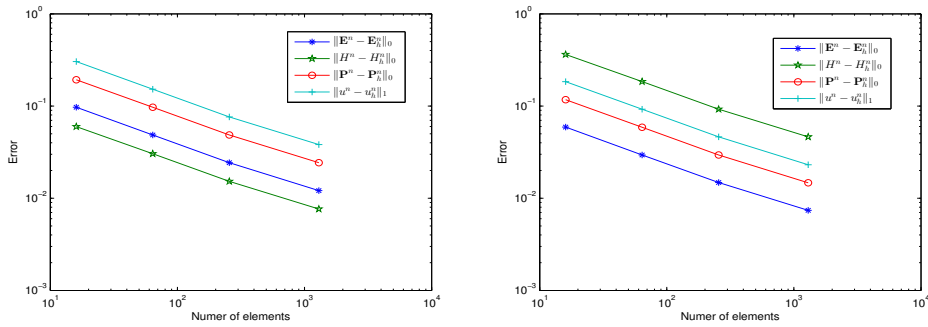 10^0
10^-1
10^-2
10^-3
Error
10^1
10^2
10^3
10^4
Numer of elements
‖E^n − E_h^n‖_0
‖H^n − H_h^n‖_0
‖P^n − P_h^n‖_0
‖u^n − u_h^n‖_1
10^0
10^-1
10^-2
10^-3
Error
10^1
10^2
10^3
10^4
Numer of elements
‖E^n − E_h^n‖_0
‖H^n − H_h^n‖_0
‖P^n − P_h^n‖_0
‖u^n − u_h^n‖_1